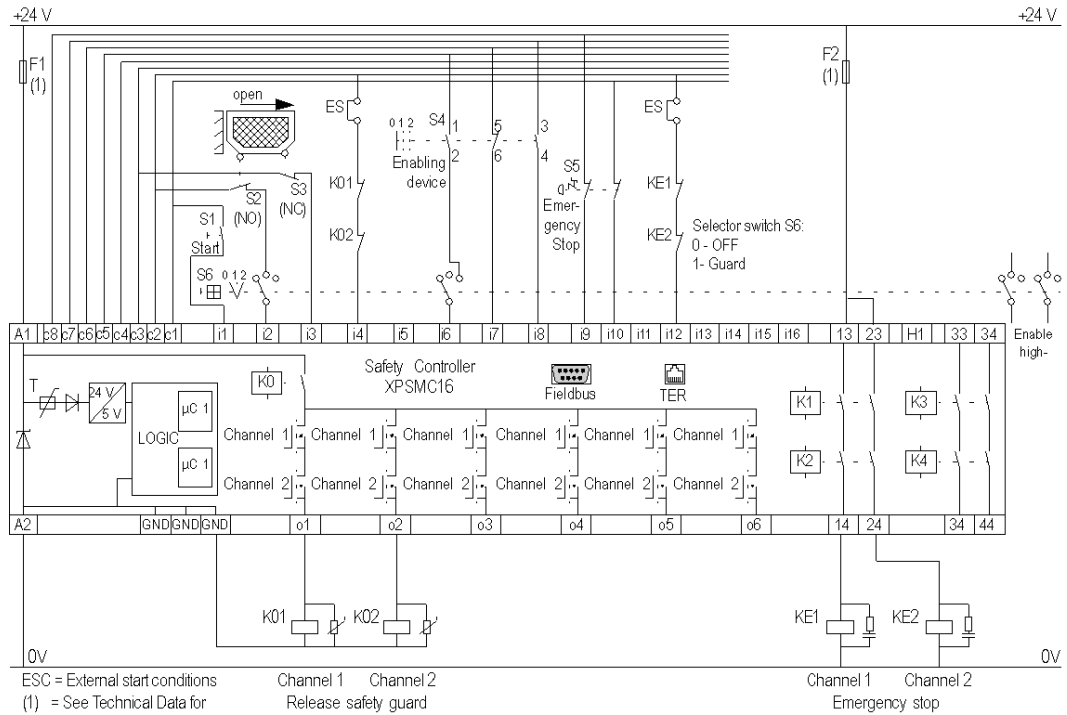 +24 V +24 V
F1 F2
(1) (1)
open
ES S4 1 5 3 ES
0 1 2
2 6 4
Enabling
device
S5
K01 KE1
S3
(NC)
S2
(NO)
Emer-
gency
Stop
S1
Start
K02 KE2
Selector switch S6:
0 - OFF
1- Guard
S6 0 1 2
A1 c8 c7 c6 c5 c4 c3 c2 c1 i1 i2 i3 i4 i5 i6 i7 i8 i9 i10 i11 i12 i13 i14 i15 i16 13 23 H1 33 34
Enable
high-
Safety Controller
XPSMC16
K0
Fieldbus TER
T
24 V
5 V
µC 1
LOGIC
µC 1
K1 K3
Channel 1 Channel 1 Channel 1 Channel 1 Channel 1 Channel 1
K2 K4
Channel 2 Channel 2 Channel 2 Channel 2 Channel 2 Channel 2
A2 GND GND GND o1 o2 o3 o4 o5 o6 14 24 34 44
K01 K02 KE1 KE2
0V 0V
ESC = External start conditions Channel 1 Channel 2 Channel 1 Channel 2
(1) = See Technical Data for Release safety guard Emergency stop